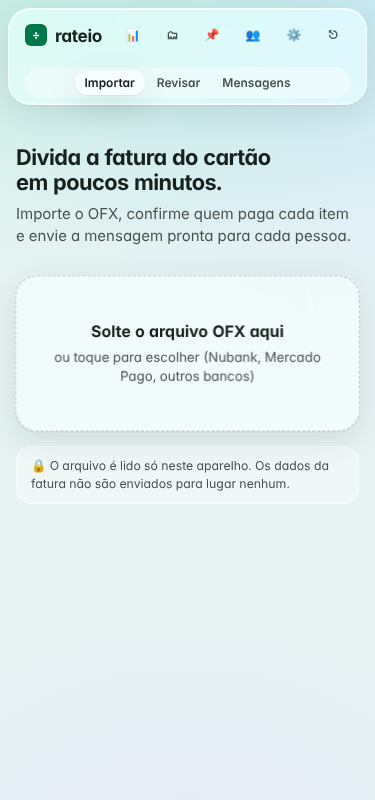 rateio
Importar Revisar Mensagens
Divida a fatura do cartão
em poucos minutos.
Importe o OFX, confirme quem paga cada item
e envie a mensagem pronta para cada pessoa.
Solte o arquivo OFX aqui
ou toque para escolher (Nubank, Mercado
Pago, outros bancos)
🔒 O arquivo é lido só neste aparelho. Os dados da
fatura não são enviados para lugar nenhum.